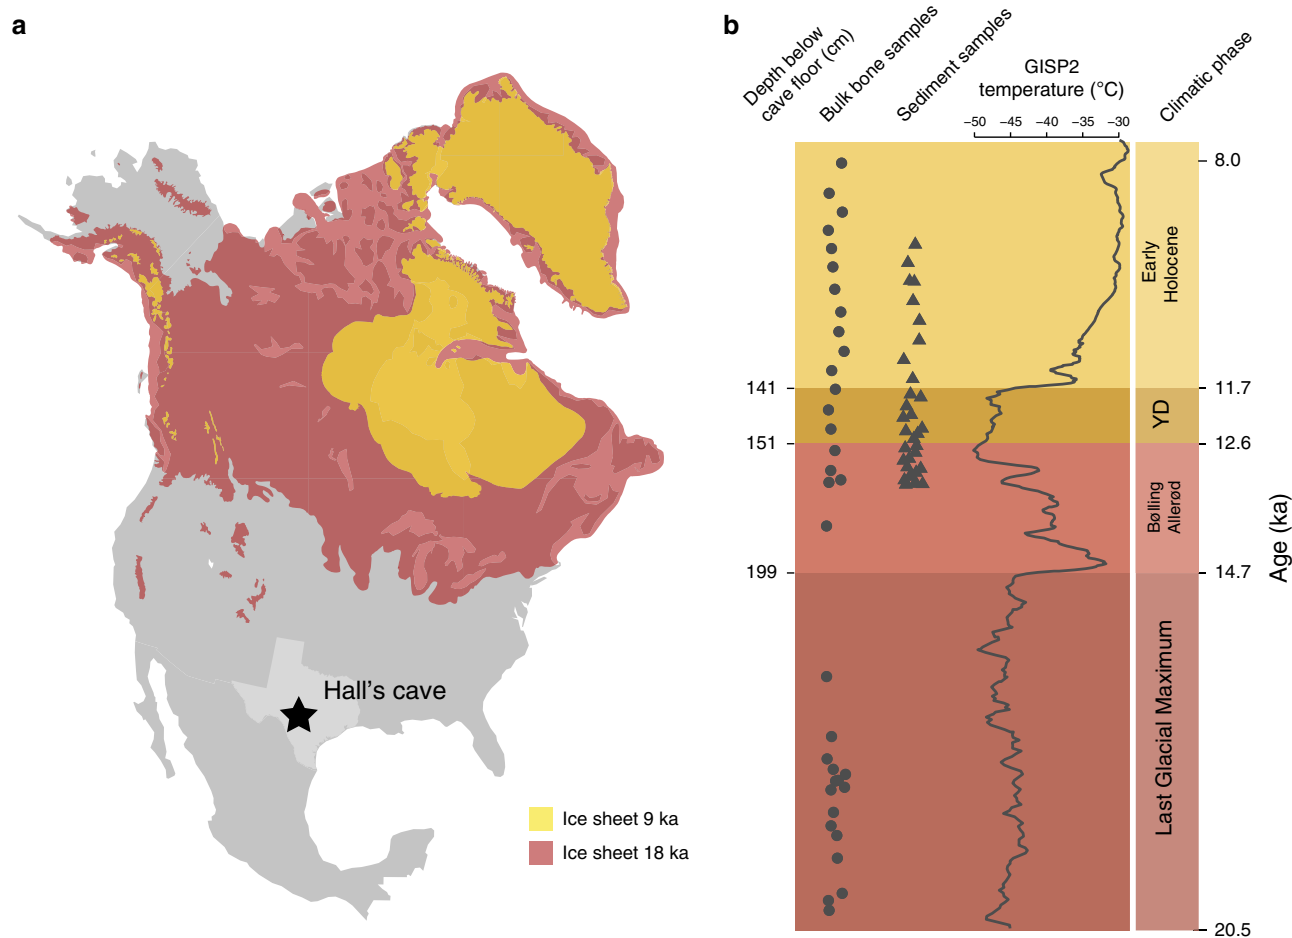 a
Hall's cave
Ice sheet 9 ka
Ice sheet 18 ka
b
Depth below
cave floor (cm)
Bulk bone samples
Sediment samples
GISP2
temperature (°C)
Climatic phase
−50 −45 −40 −35 −30
8.0
Early
Holocene
141
11.7
YD
151
12.6
Bølling
Allerød
199
14.7
Age (ka)
Last Glacial Maximum
20.5